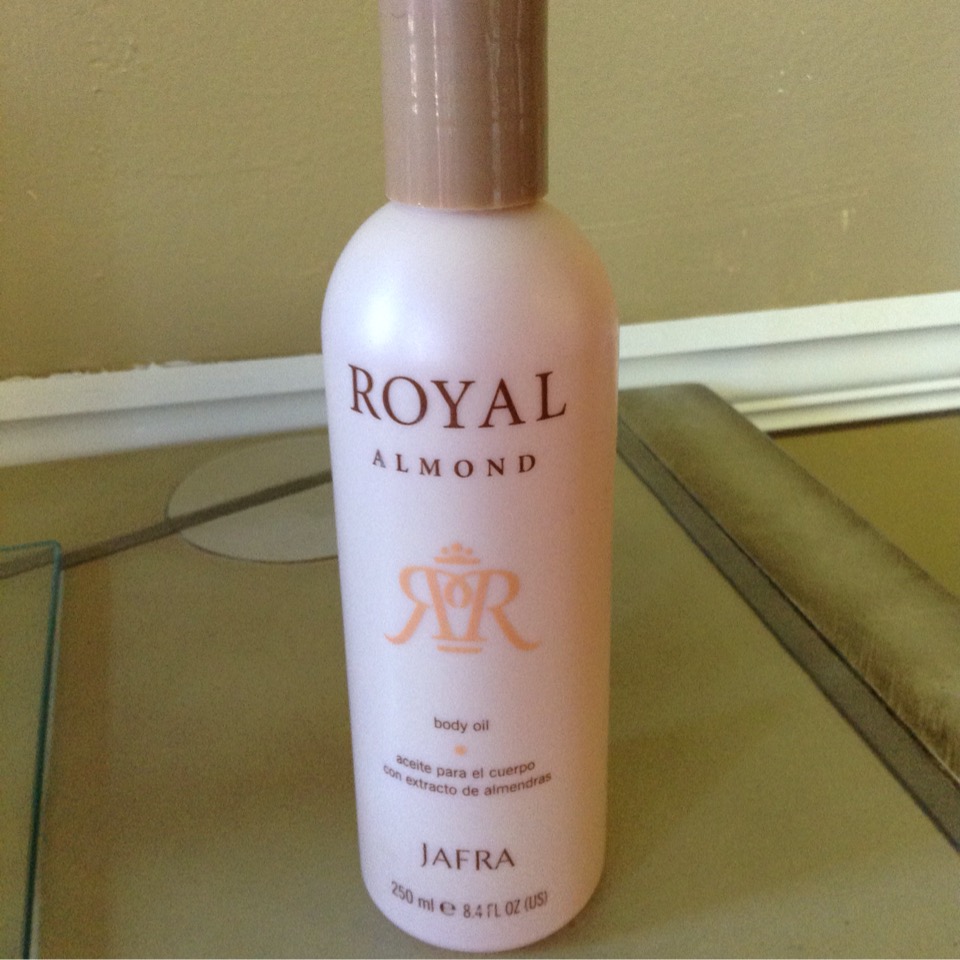 ROYAL
ALMOND
body oil
aceite para el cuerpo
con extracto de almendras
JAFRA
250 ml ℮ 8.4 FL OZ (US)